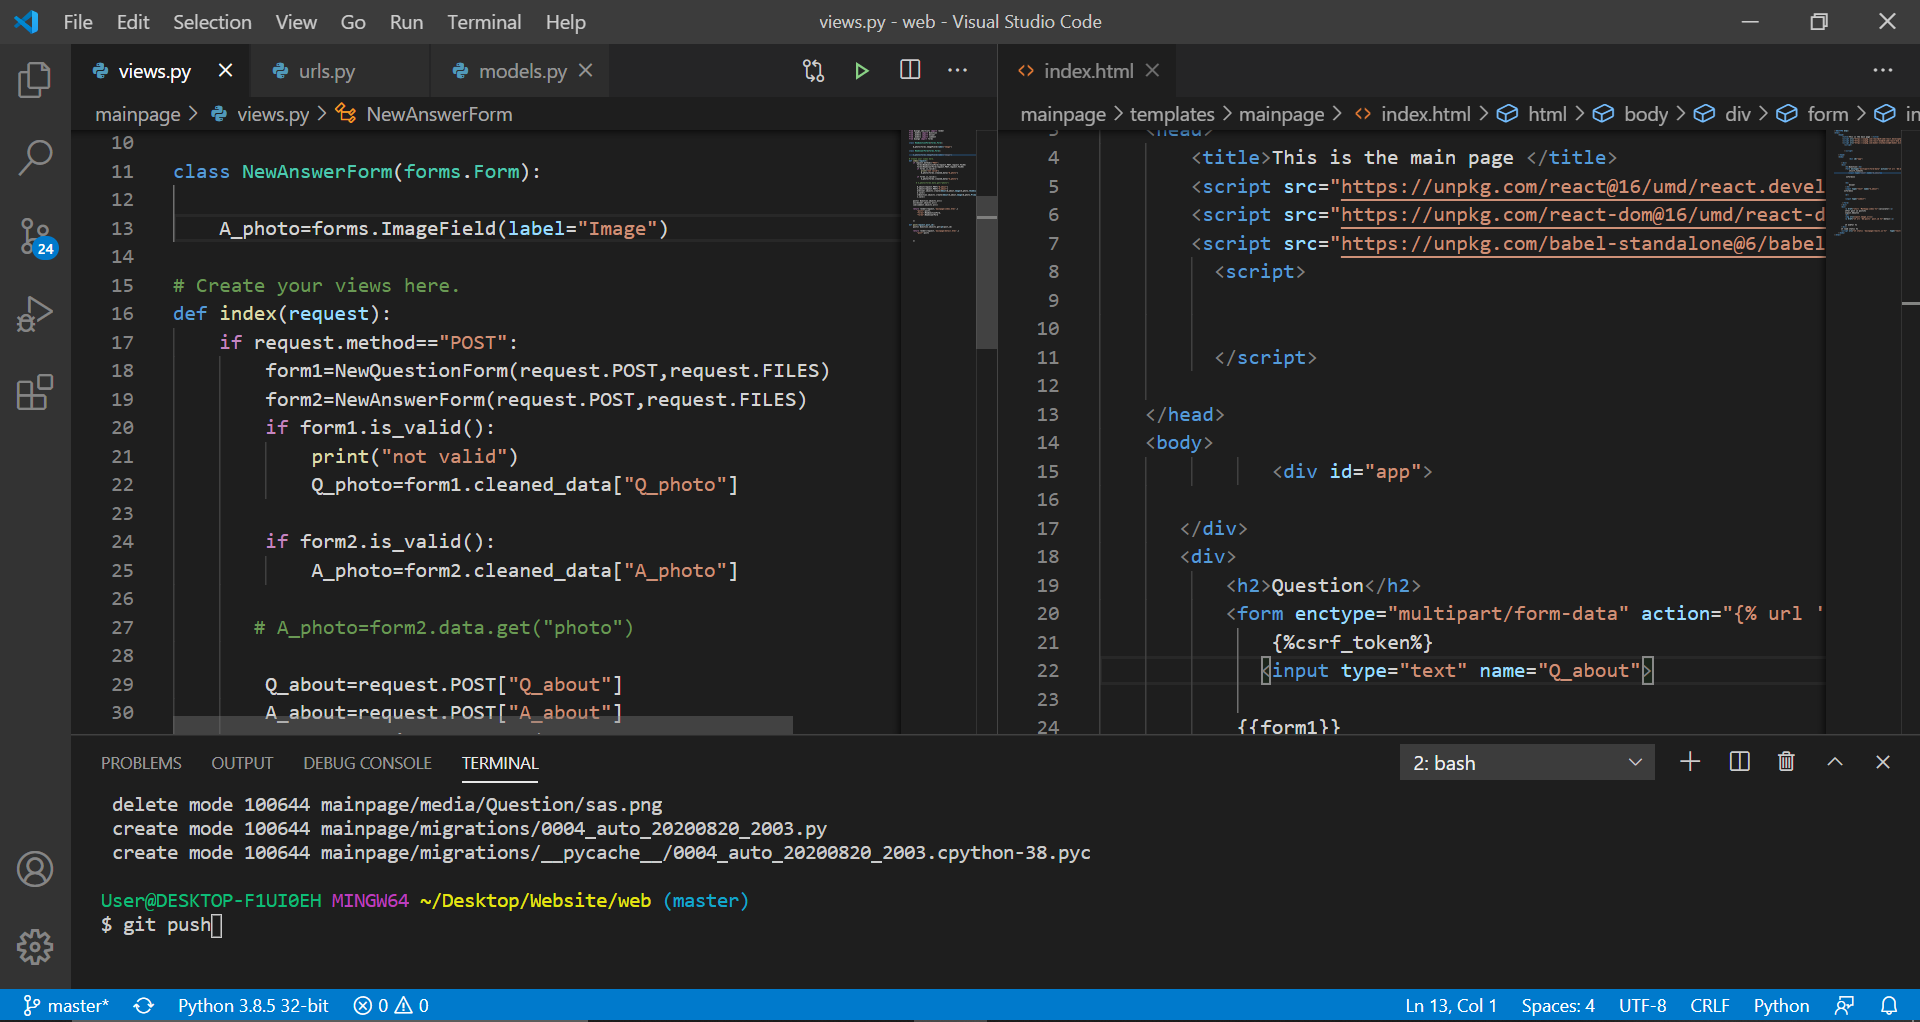 File Edit Selection View Go Run Terminal Help
views.py - web - Visual Studio Code
views.py
urls.py
models.py
mainpage > views.py > NewAnswerForm
10
11 class NewAnswerForm(forms.Form):
12
13 A_photo=forms.ImageField(label="Image")
14
15 # Create your views here.
16 def index(request):
17 if request.method=="POST":
18 form1=NewQuestionForm(request.POST,request.FILES)
19 form2=NewAnswerForm(request.POST,request.FILES)
20 if form1.is_valid():
21 print("not valid")
22 Q_photo=form1.cleaned_data["Q_photo"]
23
24 if form2.is_valid():
25 A_photo=form2.cleaned_data["A_photo"]
26
27 # A_photo=form2.data.get("photo")
28
29 Q_about=request.POST["Q_about"]
30 A_about=request.POST["A_about"]
index.html
mainpage > templates > mainpage > index.html > html > body > div > form > in
3 <head>
4 <title>This is the main page </title>
5 <script src="https://unpkg.com/react@16/umd/react.devel
6 <script src="https://unpkg.com/react-dom@16/umd/react-d
7 <script src="https://unpkg.com/babel-standalone@6/babel
8 <script>
9
10
11 </script>
12
13 </head>
14 <body>
15 <div id="app">
16
17 </div>
18 <div>
19 <h2>Question</h2>
20 <form enctype="multipart/form-data" action="{% url '
21 {%csrf_token%}
22 <input type="text" name="Q_about">
23
24 {{form1}}
24
PROBLEMS OUTPUT DEBUG CONSOLE TERMINAL
2: bash
delete mode 100644 mainpage/media/Question/sas.png
create mode 100644 mainpage/migrations/0004_auto_20200820_2003.py
create mode 100644 mainpage/migrations/__pycache__/0004_auto_20200820_2003.cpython-38.pyc
User@DESKTOP-F1UI0EH MINGW64 ~/Desktop/Website/web (master)
$ git push
master* Python 3.8.5 32-bit 0 0
Ln 13, Col 1 Spaces: 4 UTF-8 CRLF Python